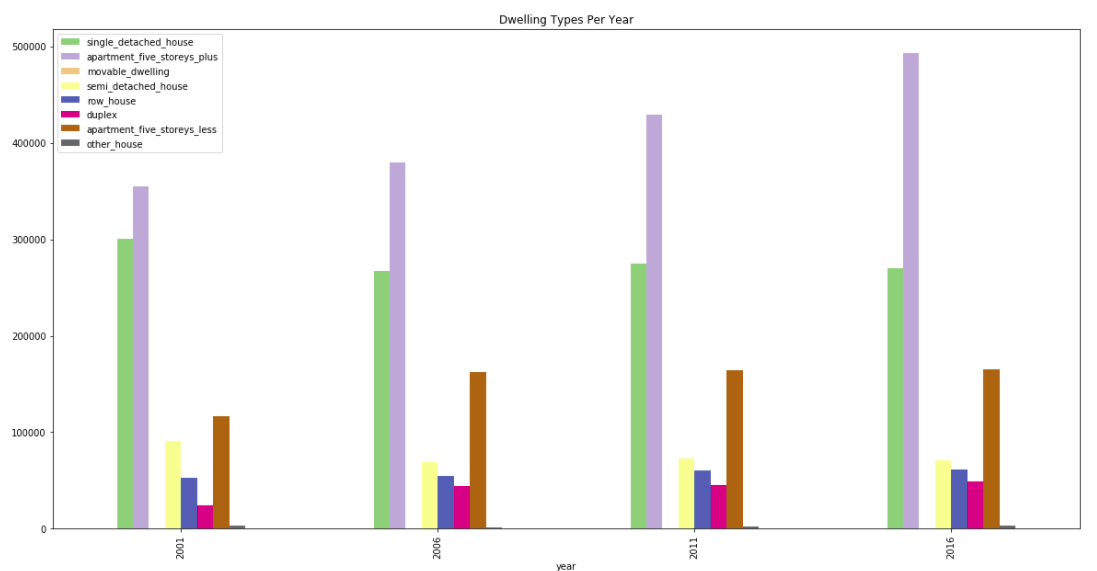 Dwelling Types Per Year
single_detached_house
apartment_five_storeys_plus
movable_dwelling
semi_detached_house
row_house
duplex
apartment_five_storeys_less
other_house
500000
400000
300000
200000
100000
0
2001
2006
2011
2016
year